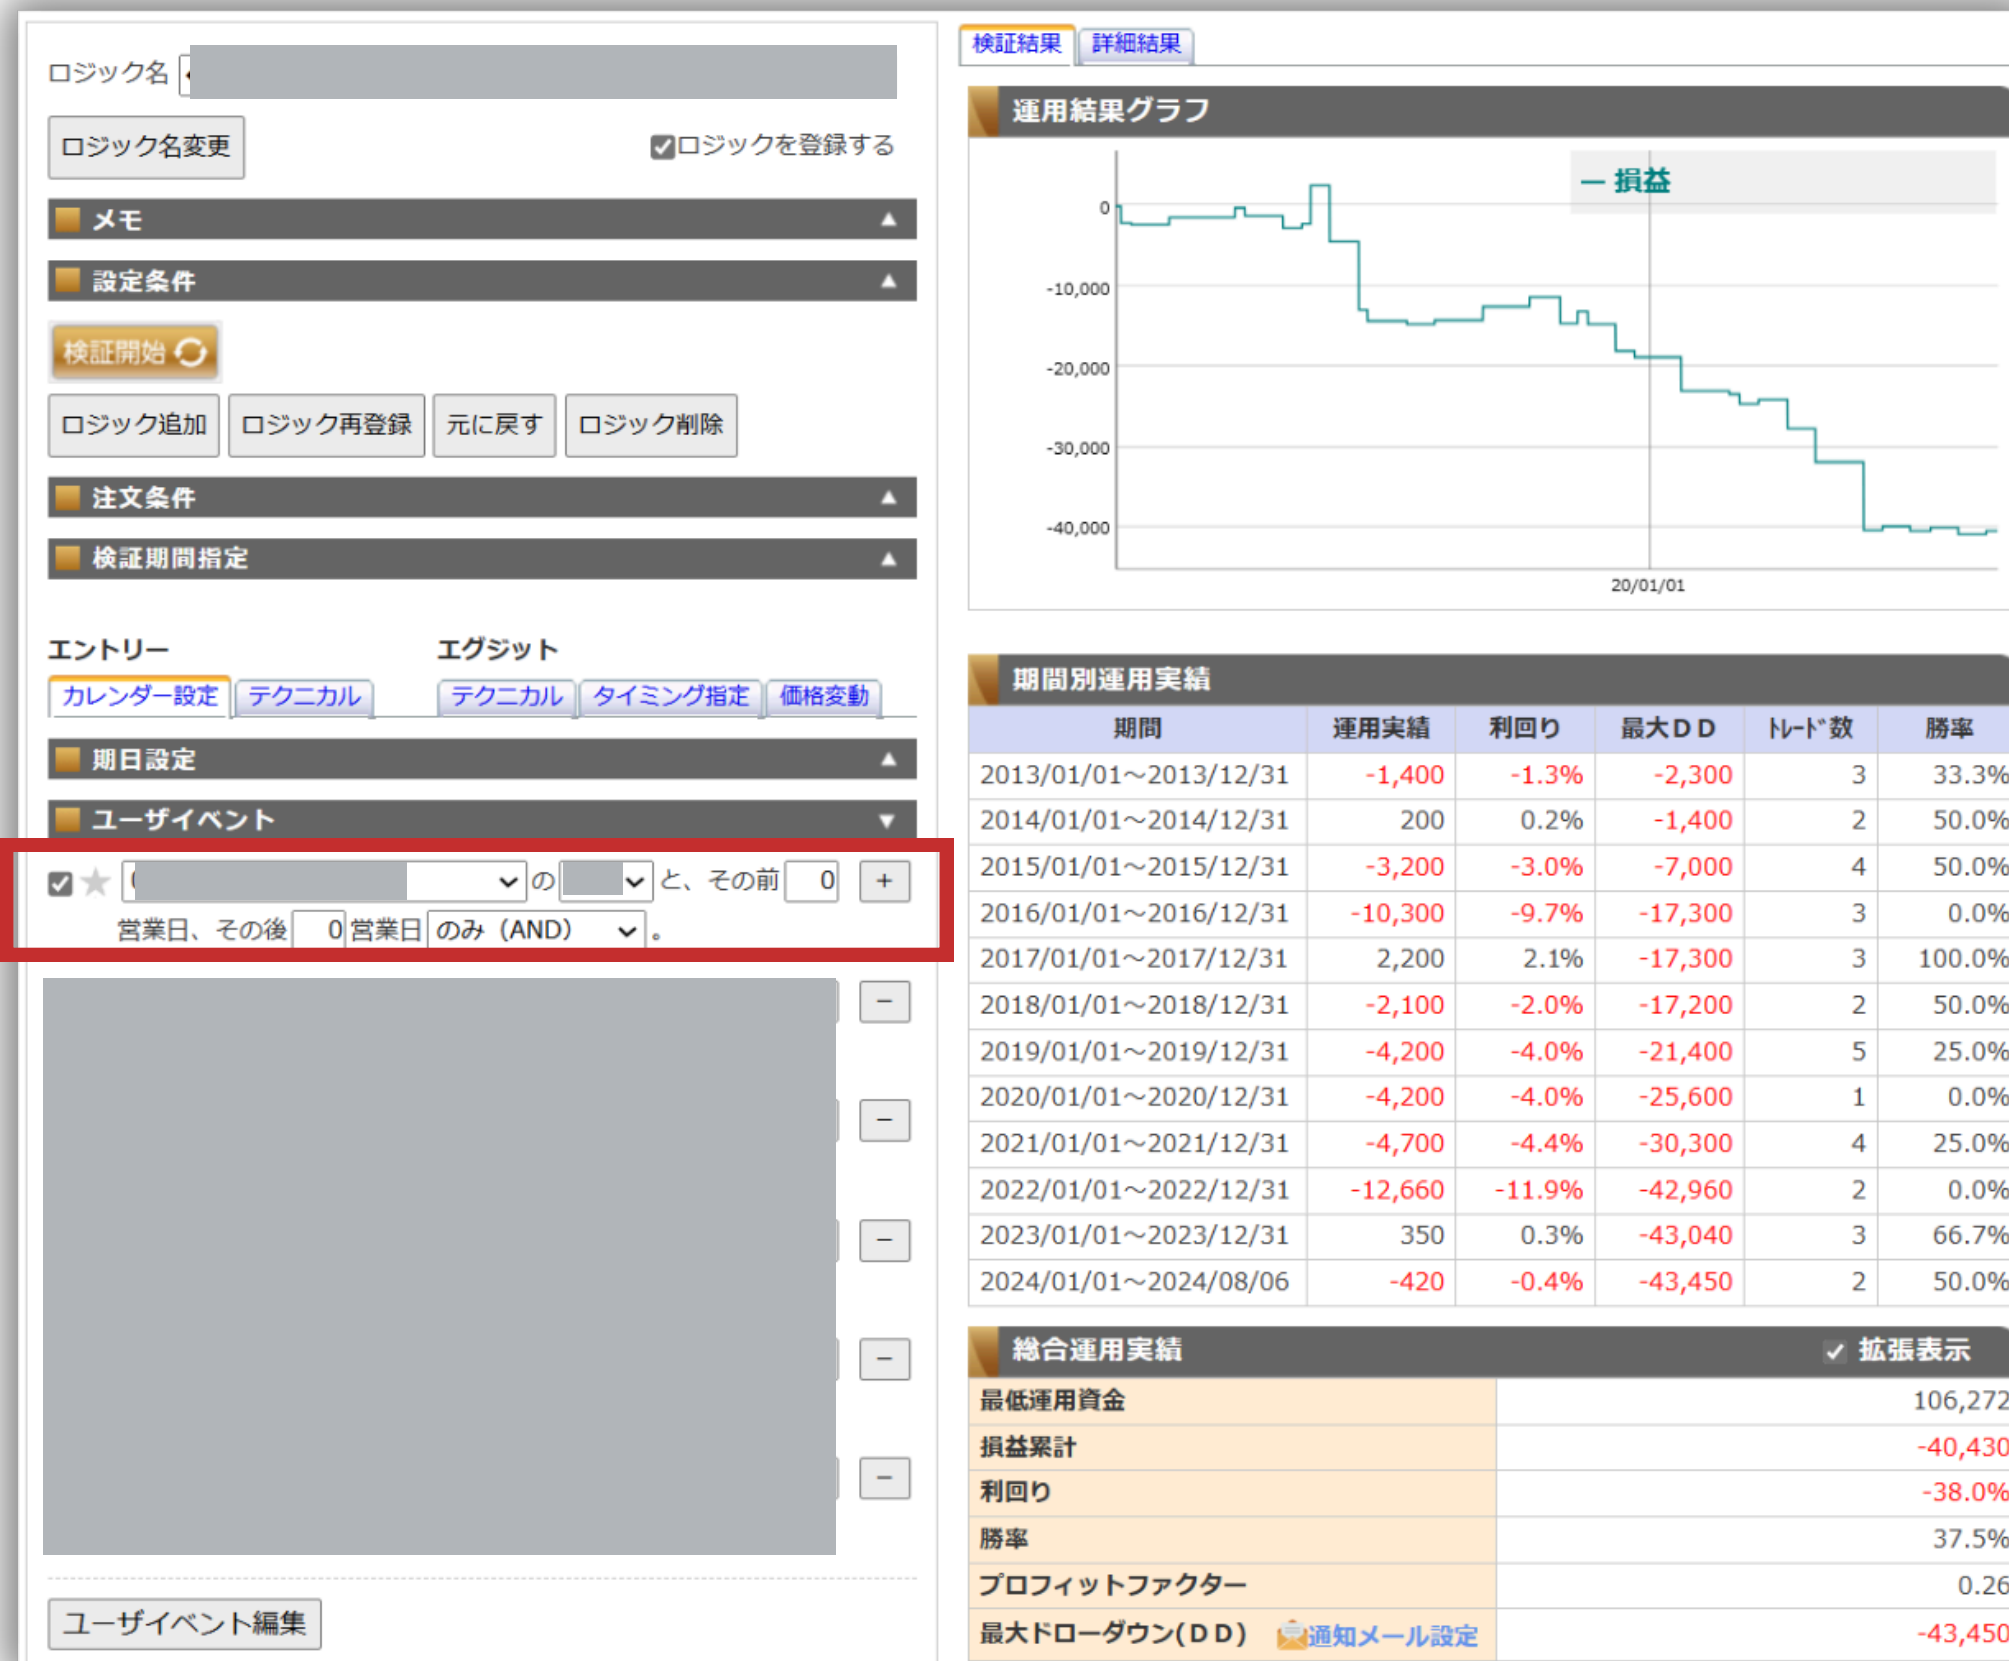 ロジック名
ロジック名変更
ロジックを登録する
メモ ▲
設定条件 ▲
検証開始
ロジック追加 ロジック再登録 元に戻す ロジック削除
注文条件 ▲
検証期間指定 ▲
エントリー エグジット
カレンダー設定 テクニカル テクニカル タイミング指定 価格変動
期日設定 ▲
ユーザイベント ▼
の と、その前 0 +
営業日、その後 0 営業日 のみ（AND） 。
−
−
−
−
−
ユーザイベント編集
検証結果 詳細結果
運用結果グラフ
— 損益
0
-10,000
-20,000
-30,000
-40,000
20/01/01
期間別運用実績
期間 運用実績 利回り 最大ＤＤ ﾄﾚｰﾄﾞ数 勝率
2013/01/01～2013/12/31 -1,400 -1.3% -2,300 3 33.3%
2014/01/01～2014/12/31 200 0.2% -1,400 2 50.0%
2015/01/01～2015/12/31 -3,200 -3.0% -7,000 4 50.0%
2016/01/01～2016/12/31 -10,300 -9.7% -17,300 3 0.0%
2017/01/01～2017/12/31 2,200 2.1% -17,300 3 100.0%
2018/01/01～2018/12/31 -2,100 -2.0% -17,200 2 50.0%
2019/01/01～2019/12/31 -4,200 -4.0% -21,400 5 25.0%
2020/01/01～2020/12/31 -4,200 -4.0% -25,600 1 0.0%
2021/01/01～2021/12/31 -4,700 -4.4% -30,300 4 25.0%
2022/01/01～2022/12/31 -12,660 -11.9% -42,960 2 0.0%
2023/01/01～2023/12/31 350 0.3% -43,040 3 66.7%
2024/01/01～2024/08/06 -420 -0.4% -43,450 2 50.0%
総合運用実績 拡張表示
最低運用資金 106,272
損益累計 -40,430
利回り -38.0%
勝率 37.5%
プロフィットファクター 0.26
最大ドローダウン(ＤＤ) 通知メール設定 -43,450